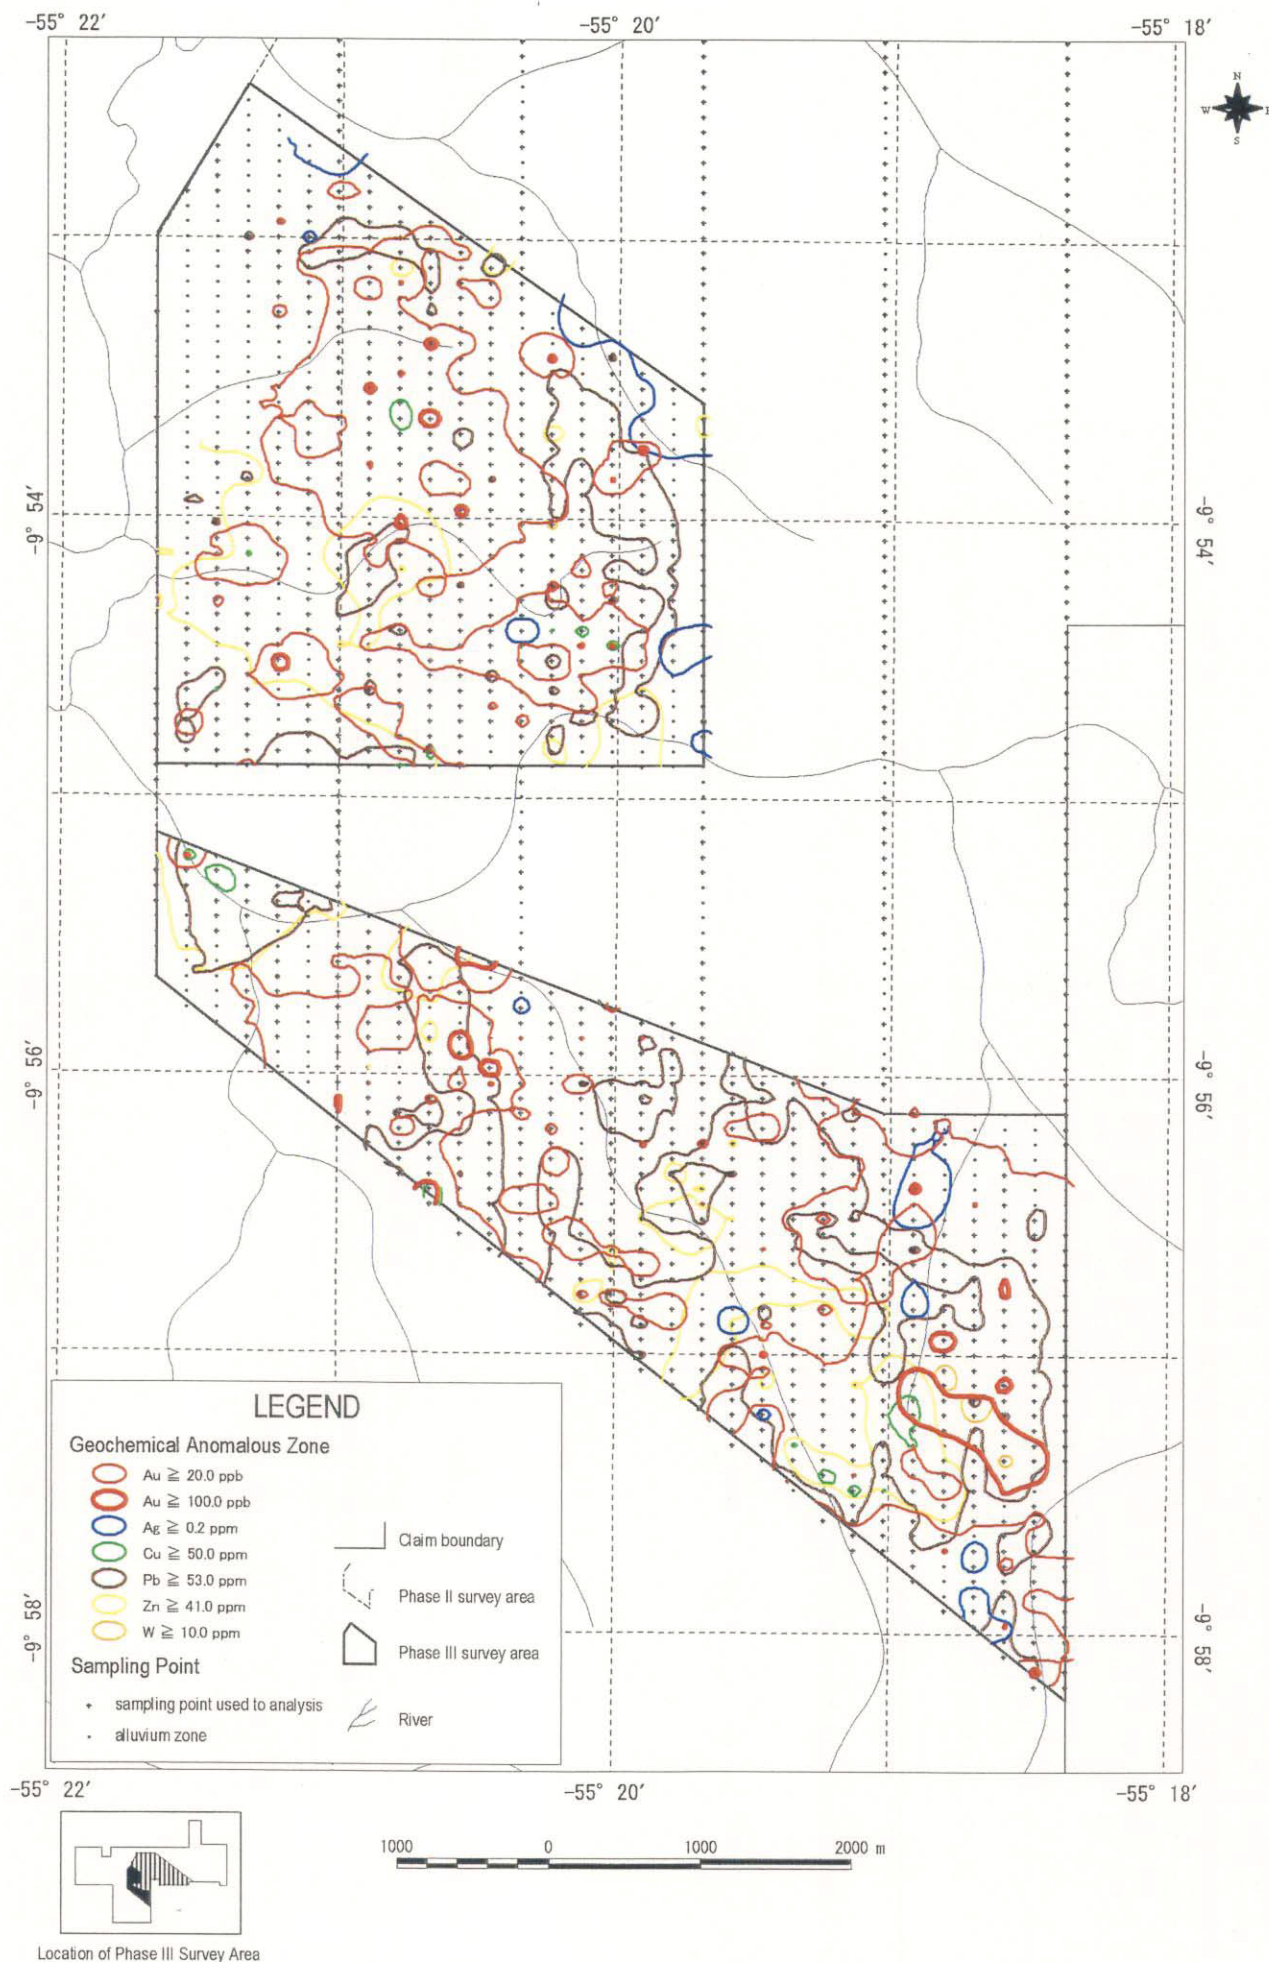 -55° 22′ -55° 20′ -55° 18′
N
W E
S
-9° 54′ -9° 54′
-9° 56′ -9° 56′
LEGEND
Geochemical Anomalous Zone
Au ≧ 20.0 ppb
Au ≧ 100.0 ppb
Ag ≧ 0.2 ppm
Cu ≧ 50.0 ppm
Pb ≧ 53.0 ppm
Zn ≧ 41.0 ppm
W ≧ 10.0 ppm
Claim boundary
Phase II survey area
Phase III survey area
River
Sampling Point
sampling point used to analysis
alluvium zone
-9° 58′ -9° 58′
-55° 22′ -55° 20′ -55° 18′
1000 0 1000 2000 m
Location of Phase III Survey Area